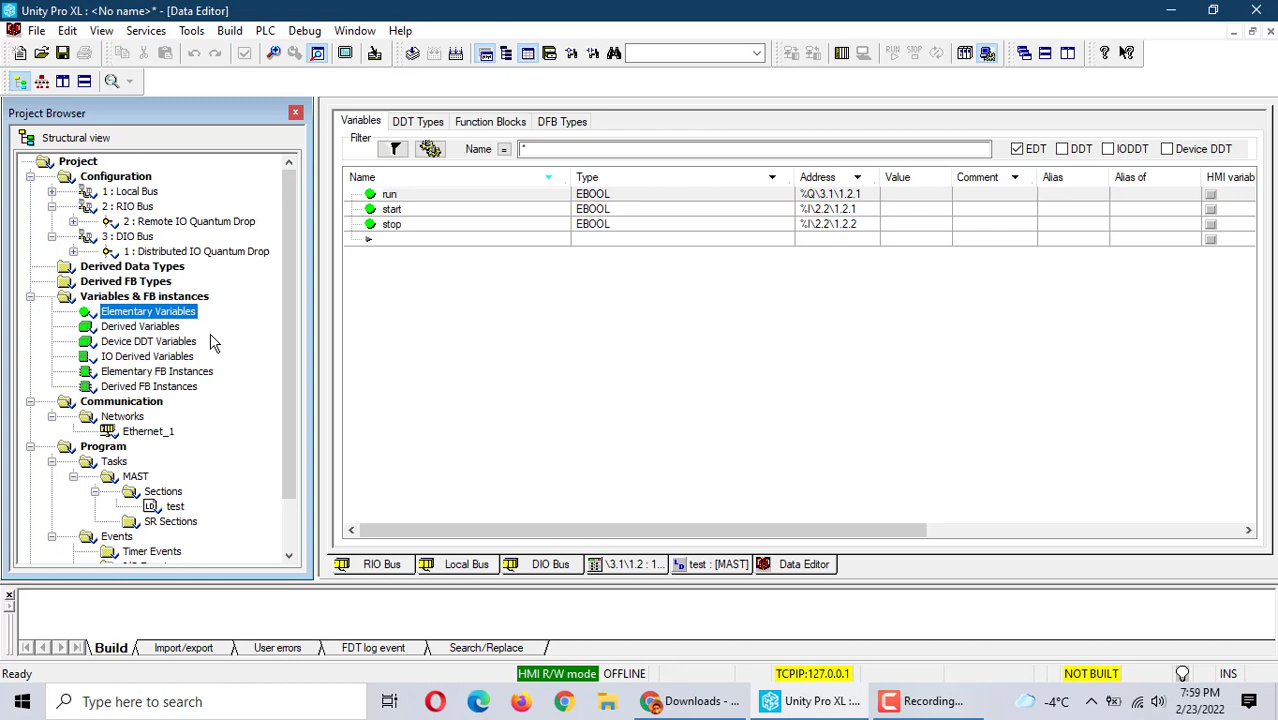 Unity Pro XL : <No name>* - [Data Editor]
File Edit View Services Tools Build PLC Debug Window Help
Project Browser
Structural view
Project
Configuration
1 : Local Bus
2 : RIO Bus
2 : Remote IO Quantum Drop
3 : DIO Bus
1 : Distributed IO Quantum Drop
Derived Data Types
Derived FB Types
Variables & FB instances
Elementary Variables
Derived Variables
Device DDT Variables
IO Derived Variables
Elementary FB Instances
Derived FB Instances
Communication
Networks
Ethernet_1
Program
Tasks
MAST
Sections
test
SR Sections
Events
Timer Events
Variables DDT Types Function Blocks DFB Types
Filter
Name = * EDT DDT IODDT Device DDT
Name Type Address Value Comment Alias Alias of HMI variab
run EBOOL %Q\3.1\1.2.1
start EBOOL %I\2.2\1.2.1
stop EBOOL %I\2.2\1.2.2
RIO Bus Local Bus DIO Bus \3.1\1.2 : 1... test : [MAST] Data Editor
Build Import/export User errors FDT log event Search/Replace
Ready HMI R/W mode OFFLINE TCPIP:127.0.0.1 NOT BUILT INS
Type here to search Downloads - ... Unity Pro XL :... Recording... -4°C 7:59 PM
2/23/2022